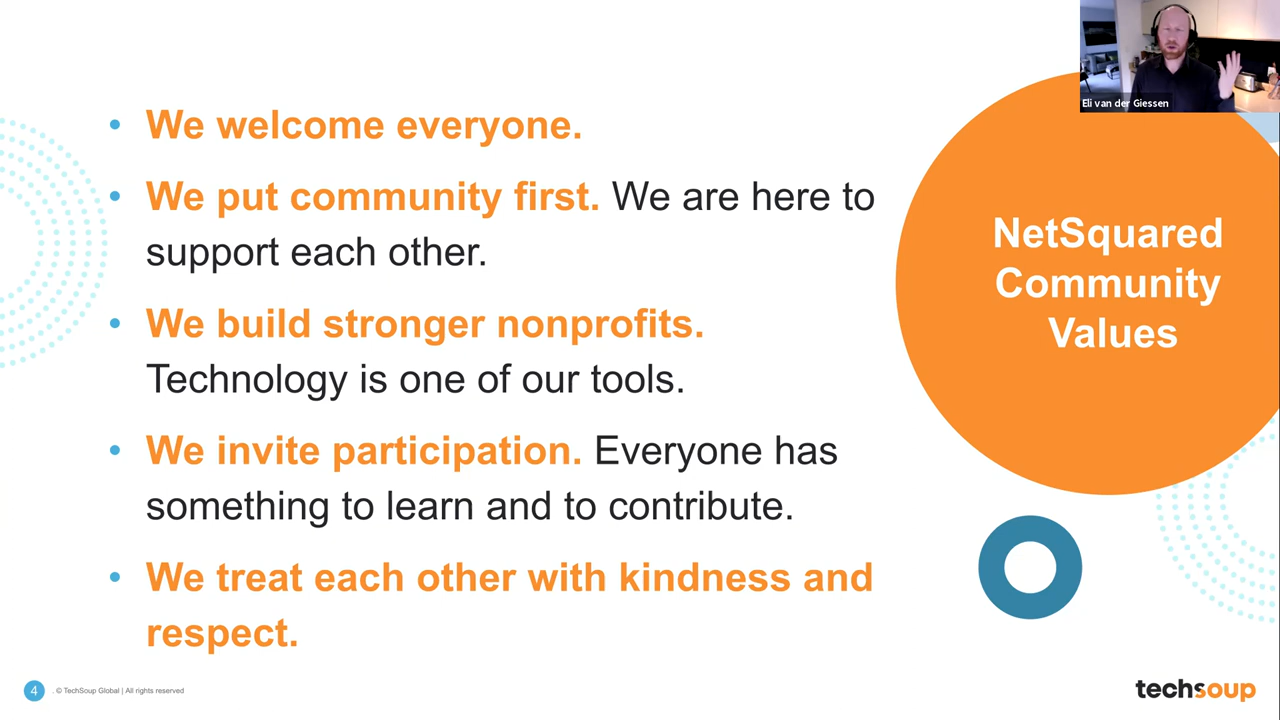 We welcome everyone.
We put community first. We are here to
support each other.
We build stronger nonprofits.
Technology is one of our tools.
We invite participation. Everyone has
something to learn and to contribute.
We treat each other with kindness and
respect.
NetSquared
Community
Values
Eli van der Giessen
4 . © TechSoup Global | All rights reserved
techsoup